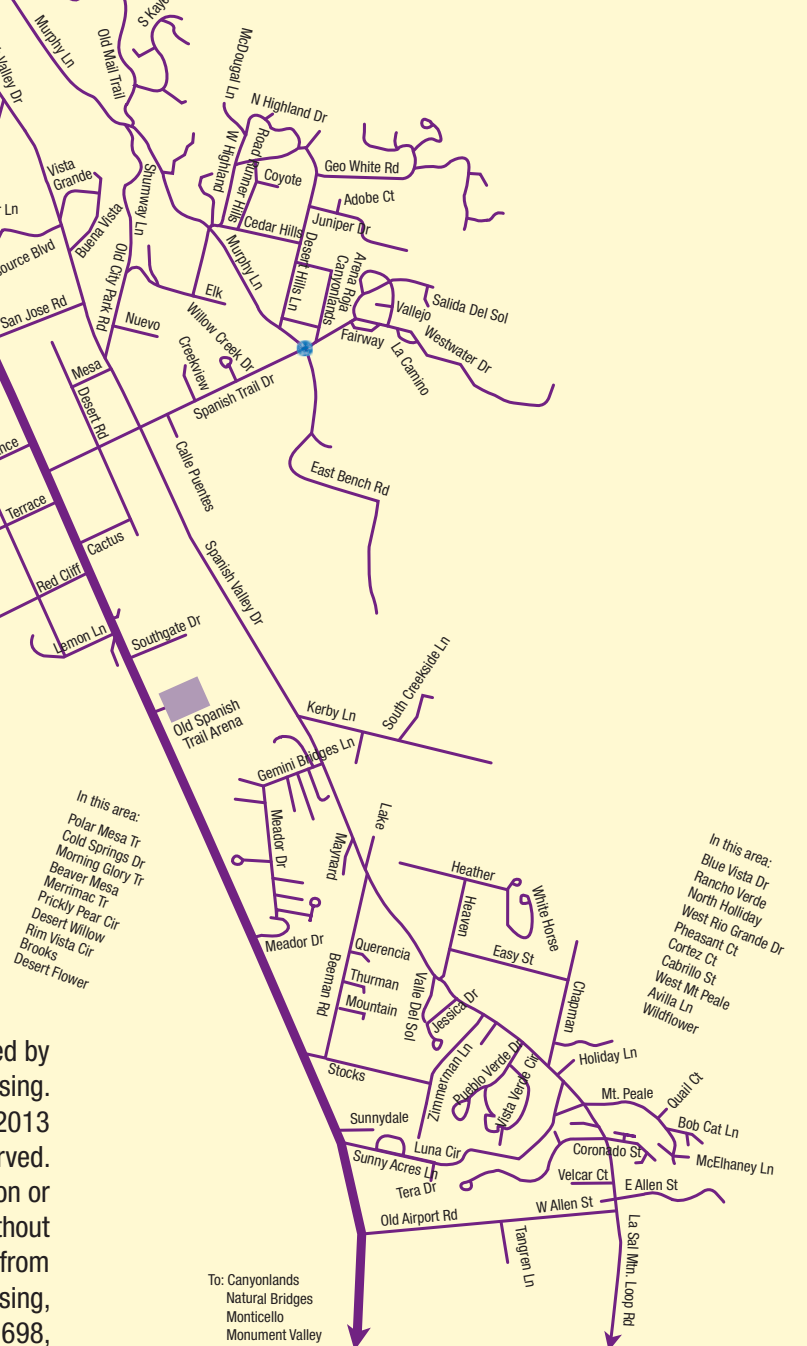 Murphy Ln
Old Mail Trail
S Kaye
Valley Dr
McDougal Ln
N Highland Dr
W Highland
Road Runner Hills
Coyote
Geo White Rd
Adobe Ct
Juniper Dr
Cedar Hills
Vista
Grande
Ln
Buena Vista
Shumway Ln
Old City Park Rd
ource Blvd
San Jose Rd
Murphy Ln
Desert Hills Ln
Canyonlands
Arena Roja
Elk
Nuevo
Willow Creek Dr
Creekview
Vallejo
Salida Del Sol
Fairway
La Camino
Westwater Dr
Mesa
Desert Rd
Spanish Trail Dr
Calle Puentes
East Bench Rd
nce
Terrace
Cactus
Red Cliff
Lemon Ln
Southgate Dr
Spanish Valley Dr
Old Spanish
Trail Arena
Kerby Ln
South Creekside Ln
Gemini Bridges Ln
Meador Dr
Maynard
Lake
In this area:
Polar Mesa Tr
Cold Springs Dr
Morning Glory Tr
Beaver Mesa
Merrimac Tr
Prickly Pear Cir
Desert Willow
Rim Vista Cir
Brooks
Desert Flower
In this area:
Blue Vista Dr
Rancho Verde
North Holliday
West Rio Grande Dr
Pheasant Ct
Cortez Ct
Cabrillo St
West Mt Peale
Avilla Ln
Wildflower
Heather
Heaven
White Horse
Easy St
Meador Dr
Querencia
Thurman
Mountain
Beeman Rd
Valle Del Sol
Jessica Dr
Chapman
Stocks
Zimmerman Ln
Pueblo Verde Dr
Vista Verde Cir
Holiday Ln
Mt. Peale
Quail Ct
Bob Cat Ln
McElhaney Ln
Sunnydale
Luna Cir
Sunny Acres Ln
Tera Dr
Coronado St
Velcar Ct
E Allen St
W Allen St
Old Airport Rd
Tangren Ln
La Sal Mtn. Loop Rd
ed by
sing.
2013
rved.
on or
thout
from
sing,
698,
To: Canyonlands
Natural Bridges
Monticello
Monument Valley